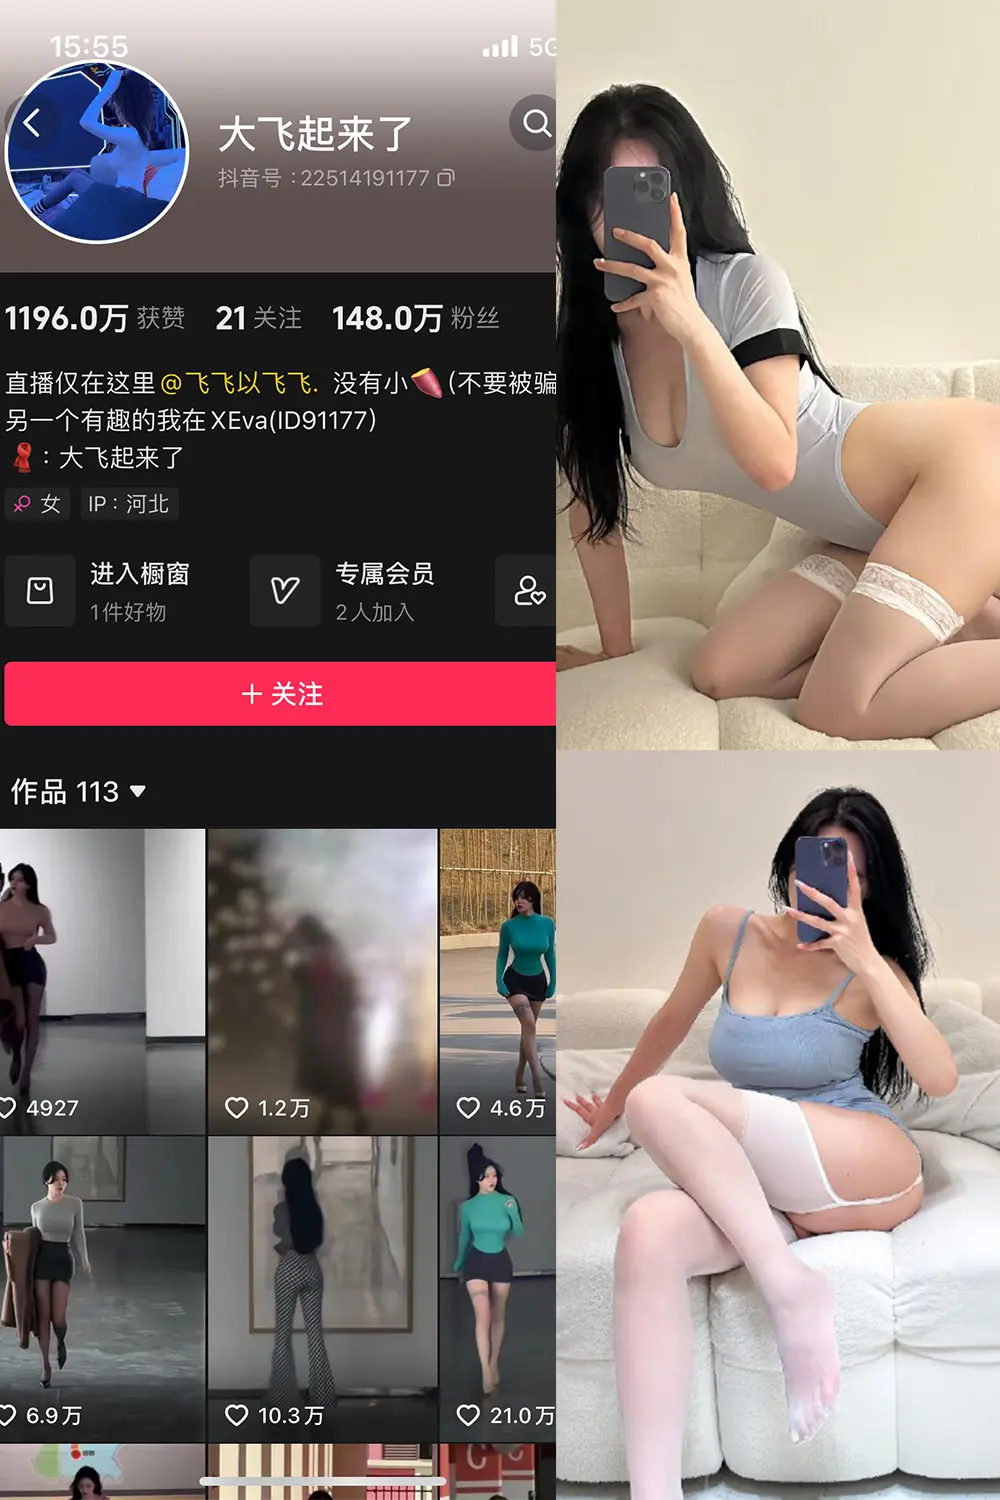 15:55
5G
大飞起来了
抖音号：22514191177
1196.0万 获赞 21 关注 148.0万 粉丝
直播仅在这里@飞飞以飞飞. 没有小🍠(不要被骗
另一个有趣的我在XEva(ID91177)
🧣：大飞起来了
女 IP：河北
进入橱窗
1件好物
专属会员
2人加入
+ 关注
作品 113
4927
1.2万
4.6万
6.9万
10.3万
21.0万